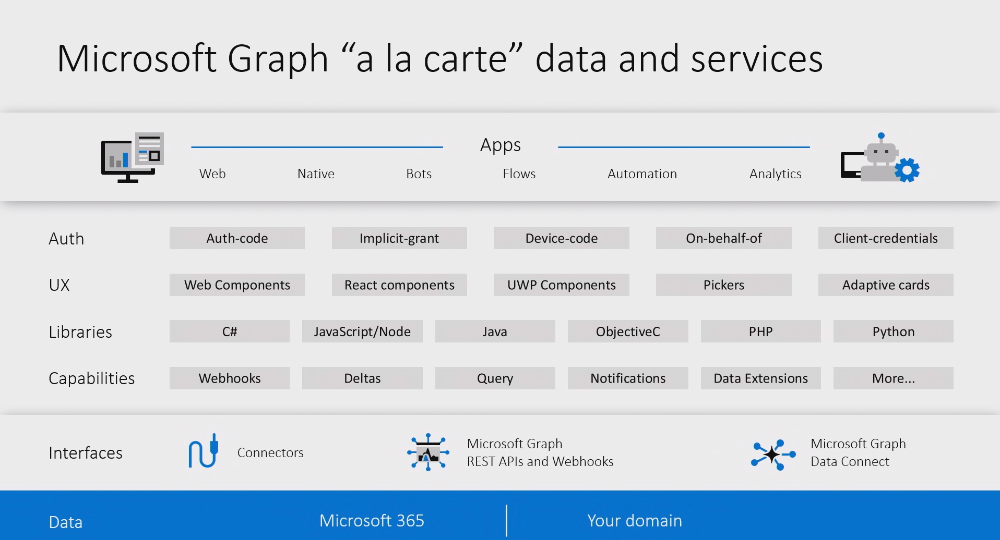 Microsoft Graph “a la carte” data and services
Apps
Web Native Bots Flows Automation Analytics
Auth Auth-code Implicit-grant Device-code On-behalf-of Client-credentials
UX Web Components React components UWP Components Pickers Adaptive cards
Libraries C# JavaScript/Node Java ObjectiveC PHP Python
Capabilities Webhooks Deltas Query Notifications Data Extensions More...
Interfaces
Connectors
Microsoft Graph
REST APIs and Webhooks
Microsoft Graph
Data Connect
Data Microsoft 365 Your domain